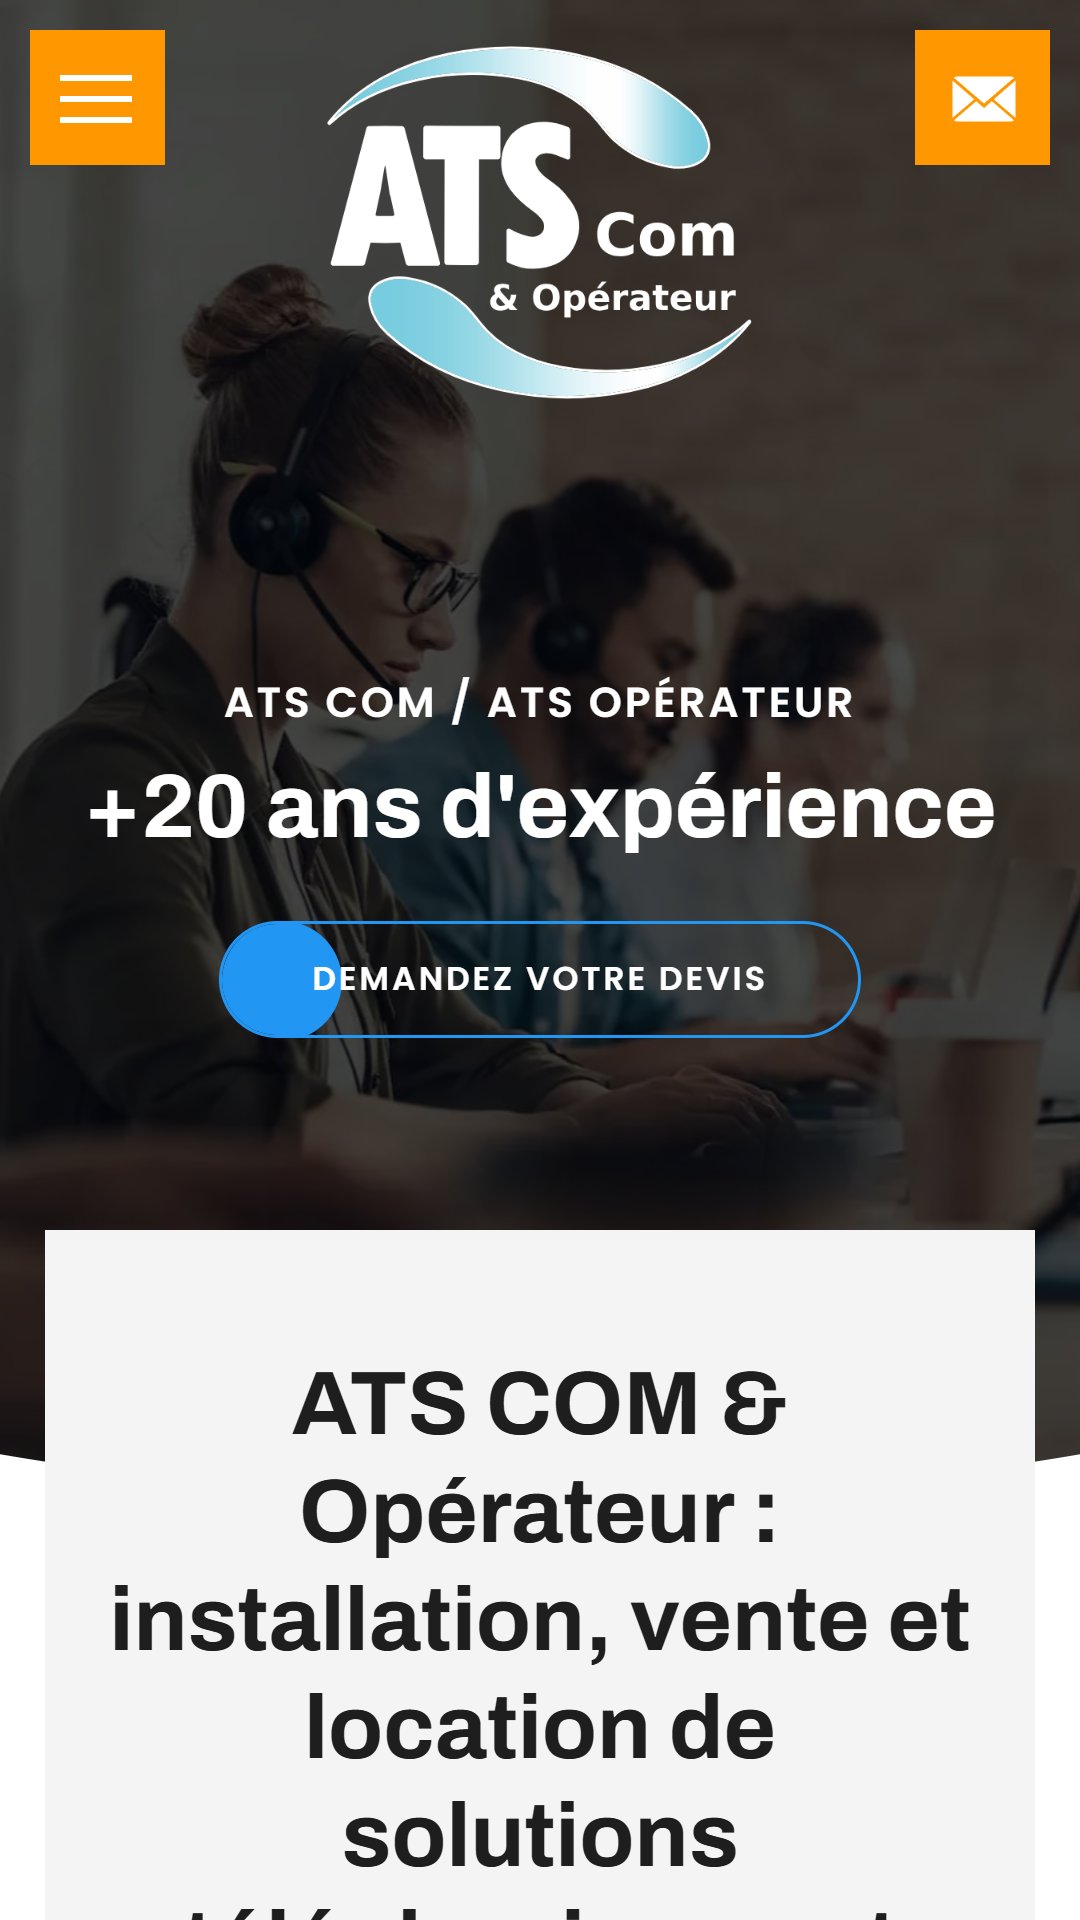 ATS Com
& Opérateur
ATS COM / ATS OPÉRATEUR
+20 ans d'expérience
DEMANDEZ VOTRE DEVIS
ATS COM &
Opérateur :
installation, vente et
location de
solutions